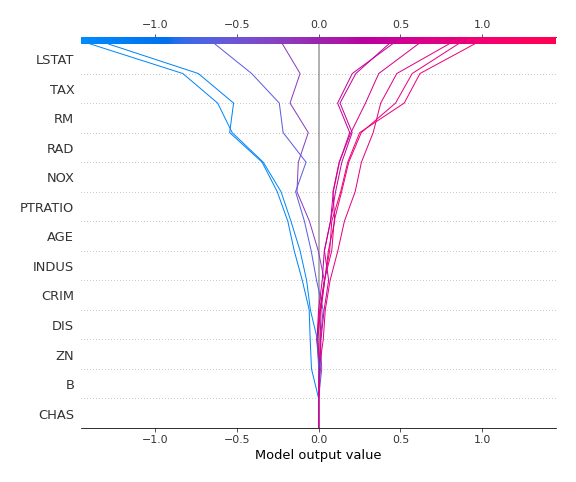 −1.0 −0.5 0.0 0.5 1.0
LSTAT
TAX
RM
RAD
NOX
PTRATIO
AGE
INDUS
CRIM
DIS
ZN
B
CHAS
−1.0 −0.5 0.0 0.5 1.0
Model output value